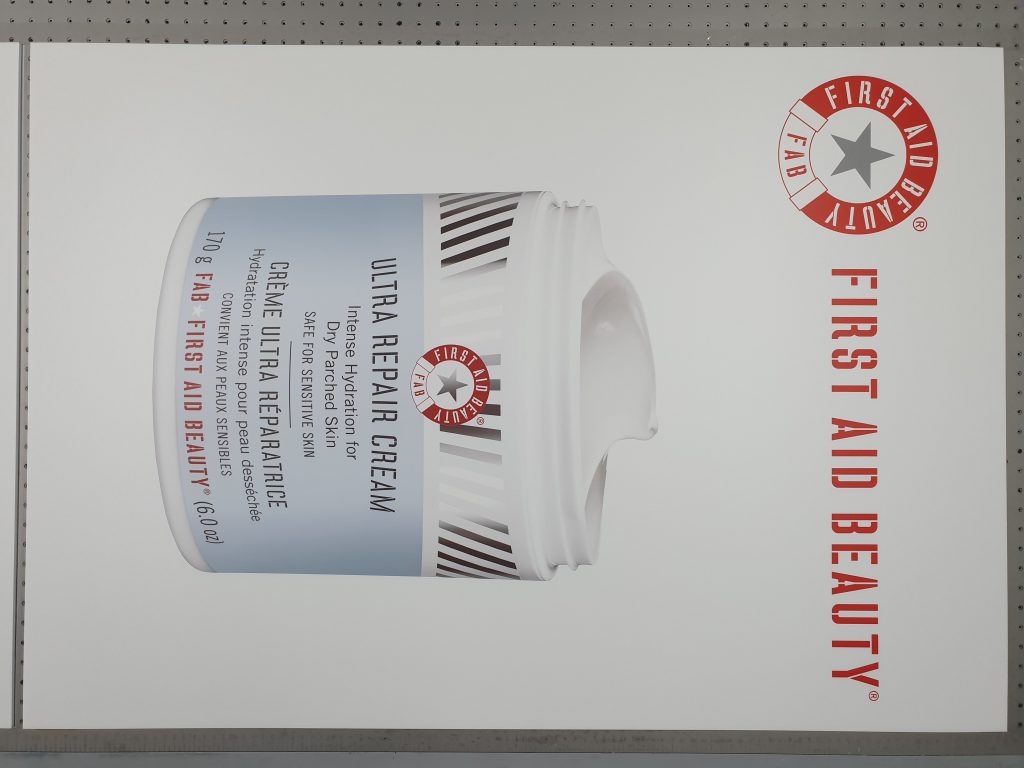 FIRST AID BEAUTY®
FAB
FIRST AID BEAUTY®
FIRST AID BEAUTY®
FAB
ULTRA REPAIR CREAM
Intense Hydration for
Dry Parched Skin
SAFE FOR SENSITIVE SKIN
CRÈME ULTRA RÉPARATRICE
Hydratation intense pour peau desséchée
CONVIENT AUX PEAUX SENSIBLES
170 g FAB★FIRST AID BEAUTY® (6.0 oz)